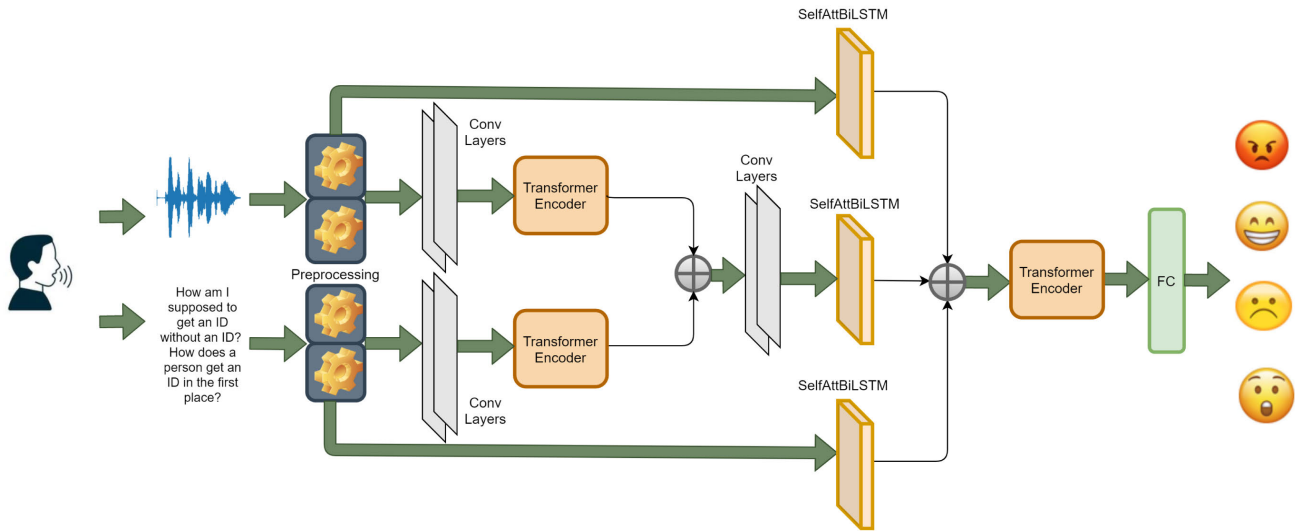 SelfAttBiLSTM
Conv
Layers
Transformer
Encoder
Conv
Layers
SelfAttBiLSTM
Preprocessing
How am I
supposed to
get an ID
without an ID?
How does a
person get an
ID in the first
place?
Transformer
Encoder
Transformer
Encoder
FC
Conv
Layers
SelfAttBiLSTM